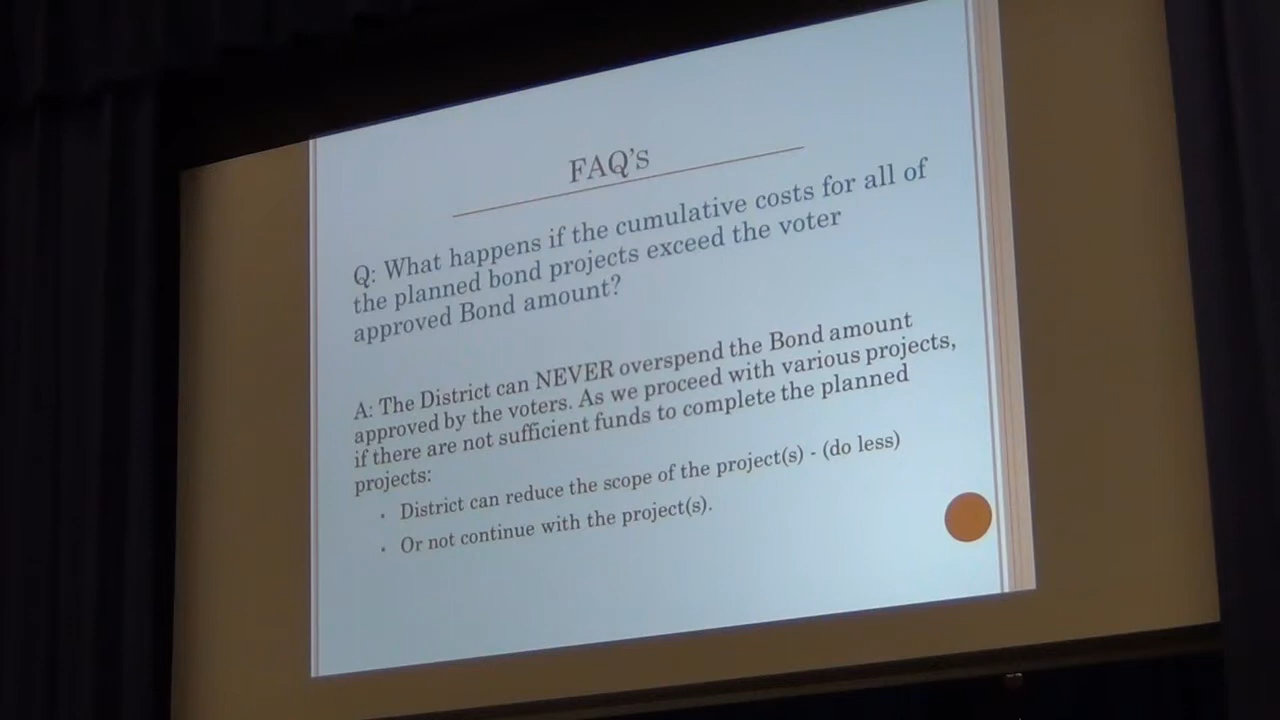 FAQ's
Q: What happens if the cumulative costs for all of
the planned bond projects exceed the voter
approved Bond amount?
A: The District can NEVER overspend the Bond amount
approved by the voters. As we proceed with various projects,
if there are not sufficient funds to complete the planned
projects:
• District can reduce the scope of the project(s) - (do less)
• Or not continue with the project(s).